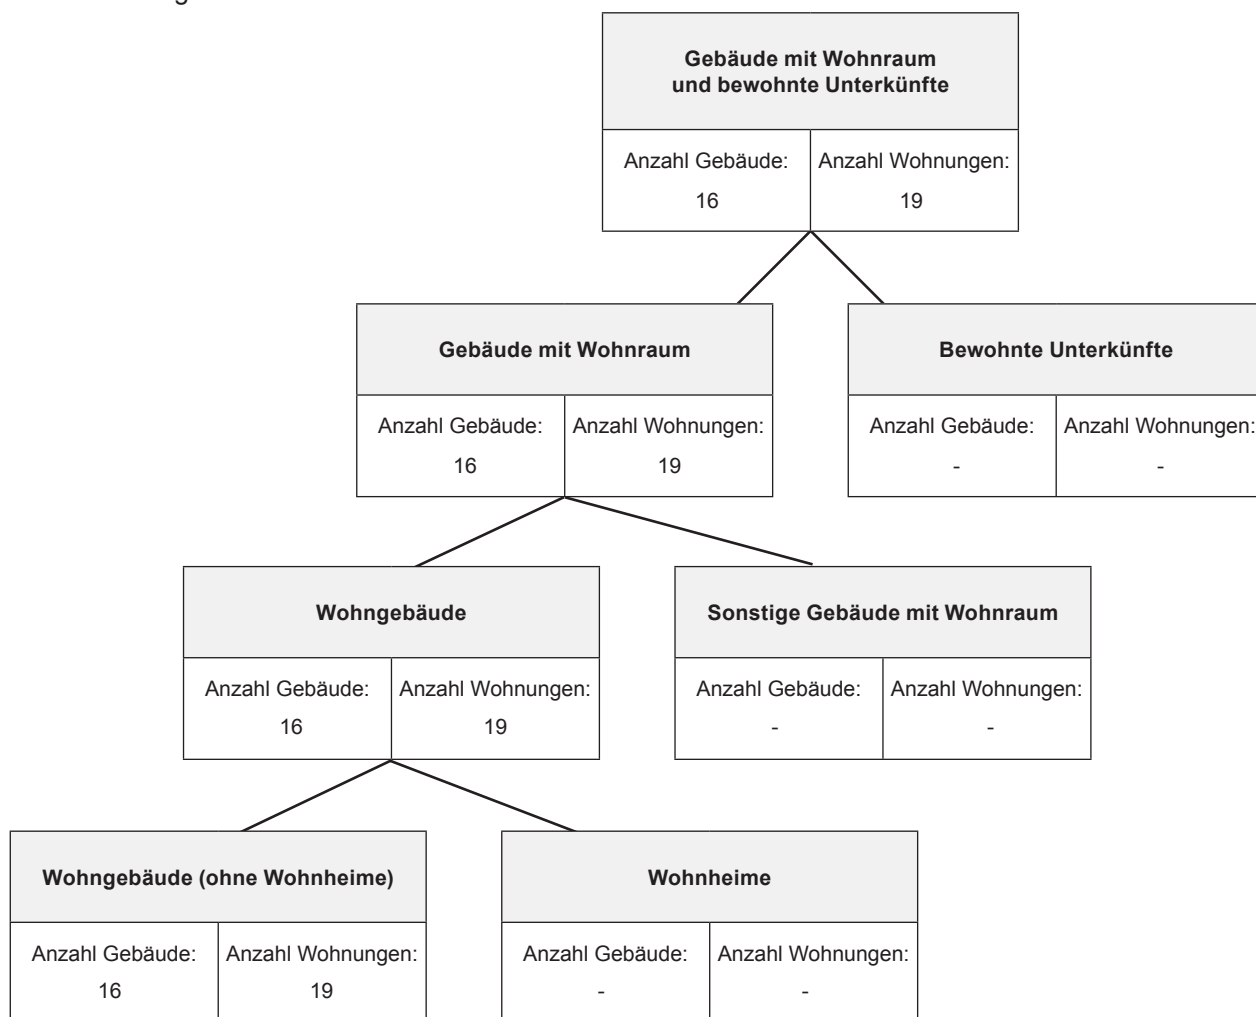 Gebäude mit Wohnraum
und bewohnte Unterkünfte
Anzahl Gebäude: Anzahl Wohnungen:
16 19
Gebäude mit Wohnraum Bewohnte Unterkünfte
Anzahl Gebäude: Anzahl Wohnungen: Anzahl Gebäude: Anzahl Wohnungen:
16 19 - -
Wohngebäude Sonstige Gebäude mit Wohnraum
Anzahl Gebäude: Anzahl Wohnungen: Anzahl Gebäude: Anzahl Wohnungen:
16 19 - -
Wohngebäude (ohne Wohnheime) Wohnheime
Anzahl Gebäude: Anzahl Wohnungen: Anzahl Gebäude: Anzahl Wohnungen:
16 19 - -